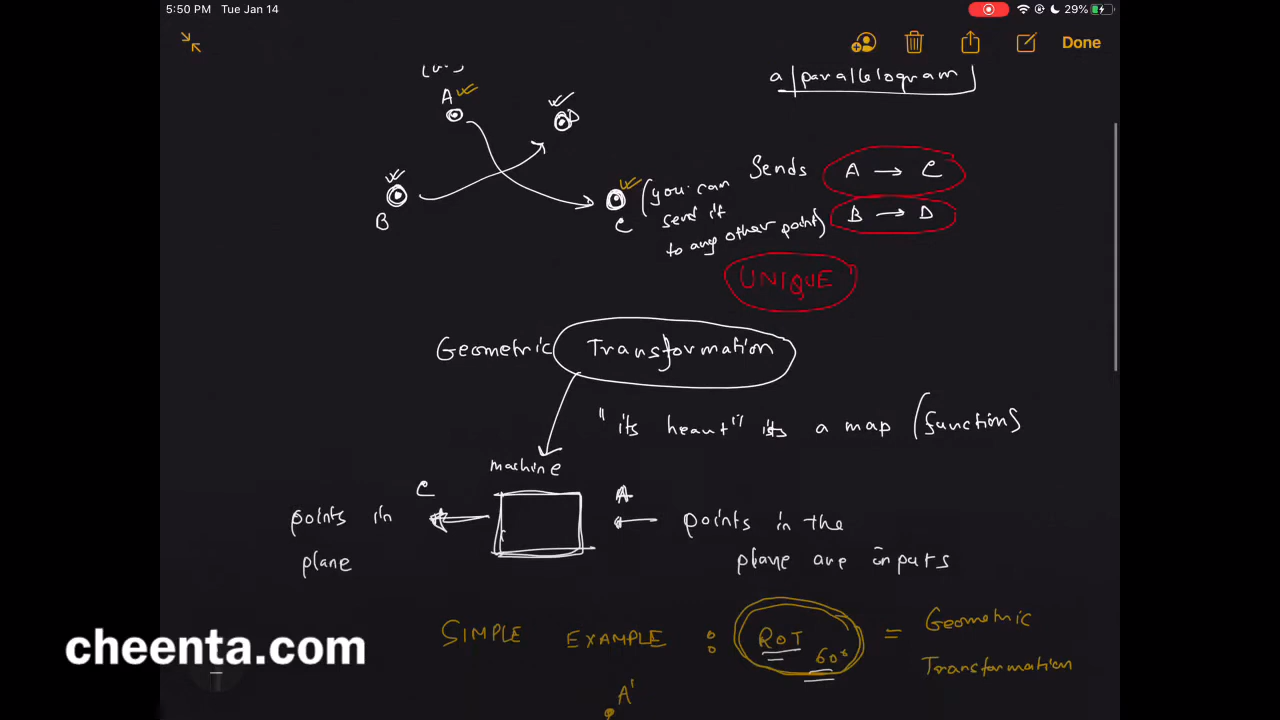 5:50 PM Tue Jan 14
29%
Done
a parallelogram
A
D
B
C
(you can
send it
to any other point)
Sends
A → C
B → D
UNIQUE
Geometric Transformation
"its heart" its a map (function)
machine
C
A
points in
plane
points in the
plane are inputs
SIMPLE EXAMPLE : ROT 60° = Geometric
Transformation
A'
cheenta.com